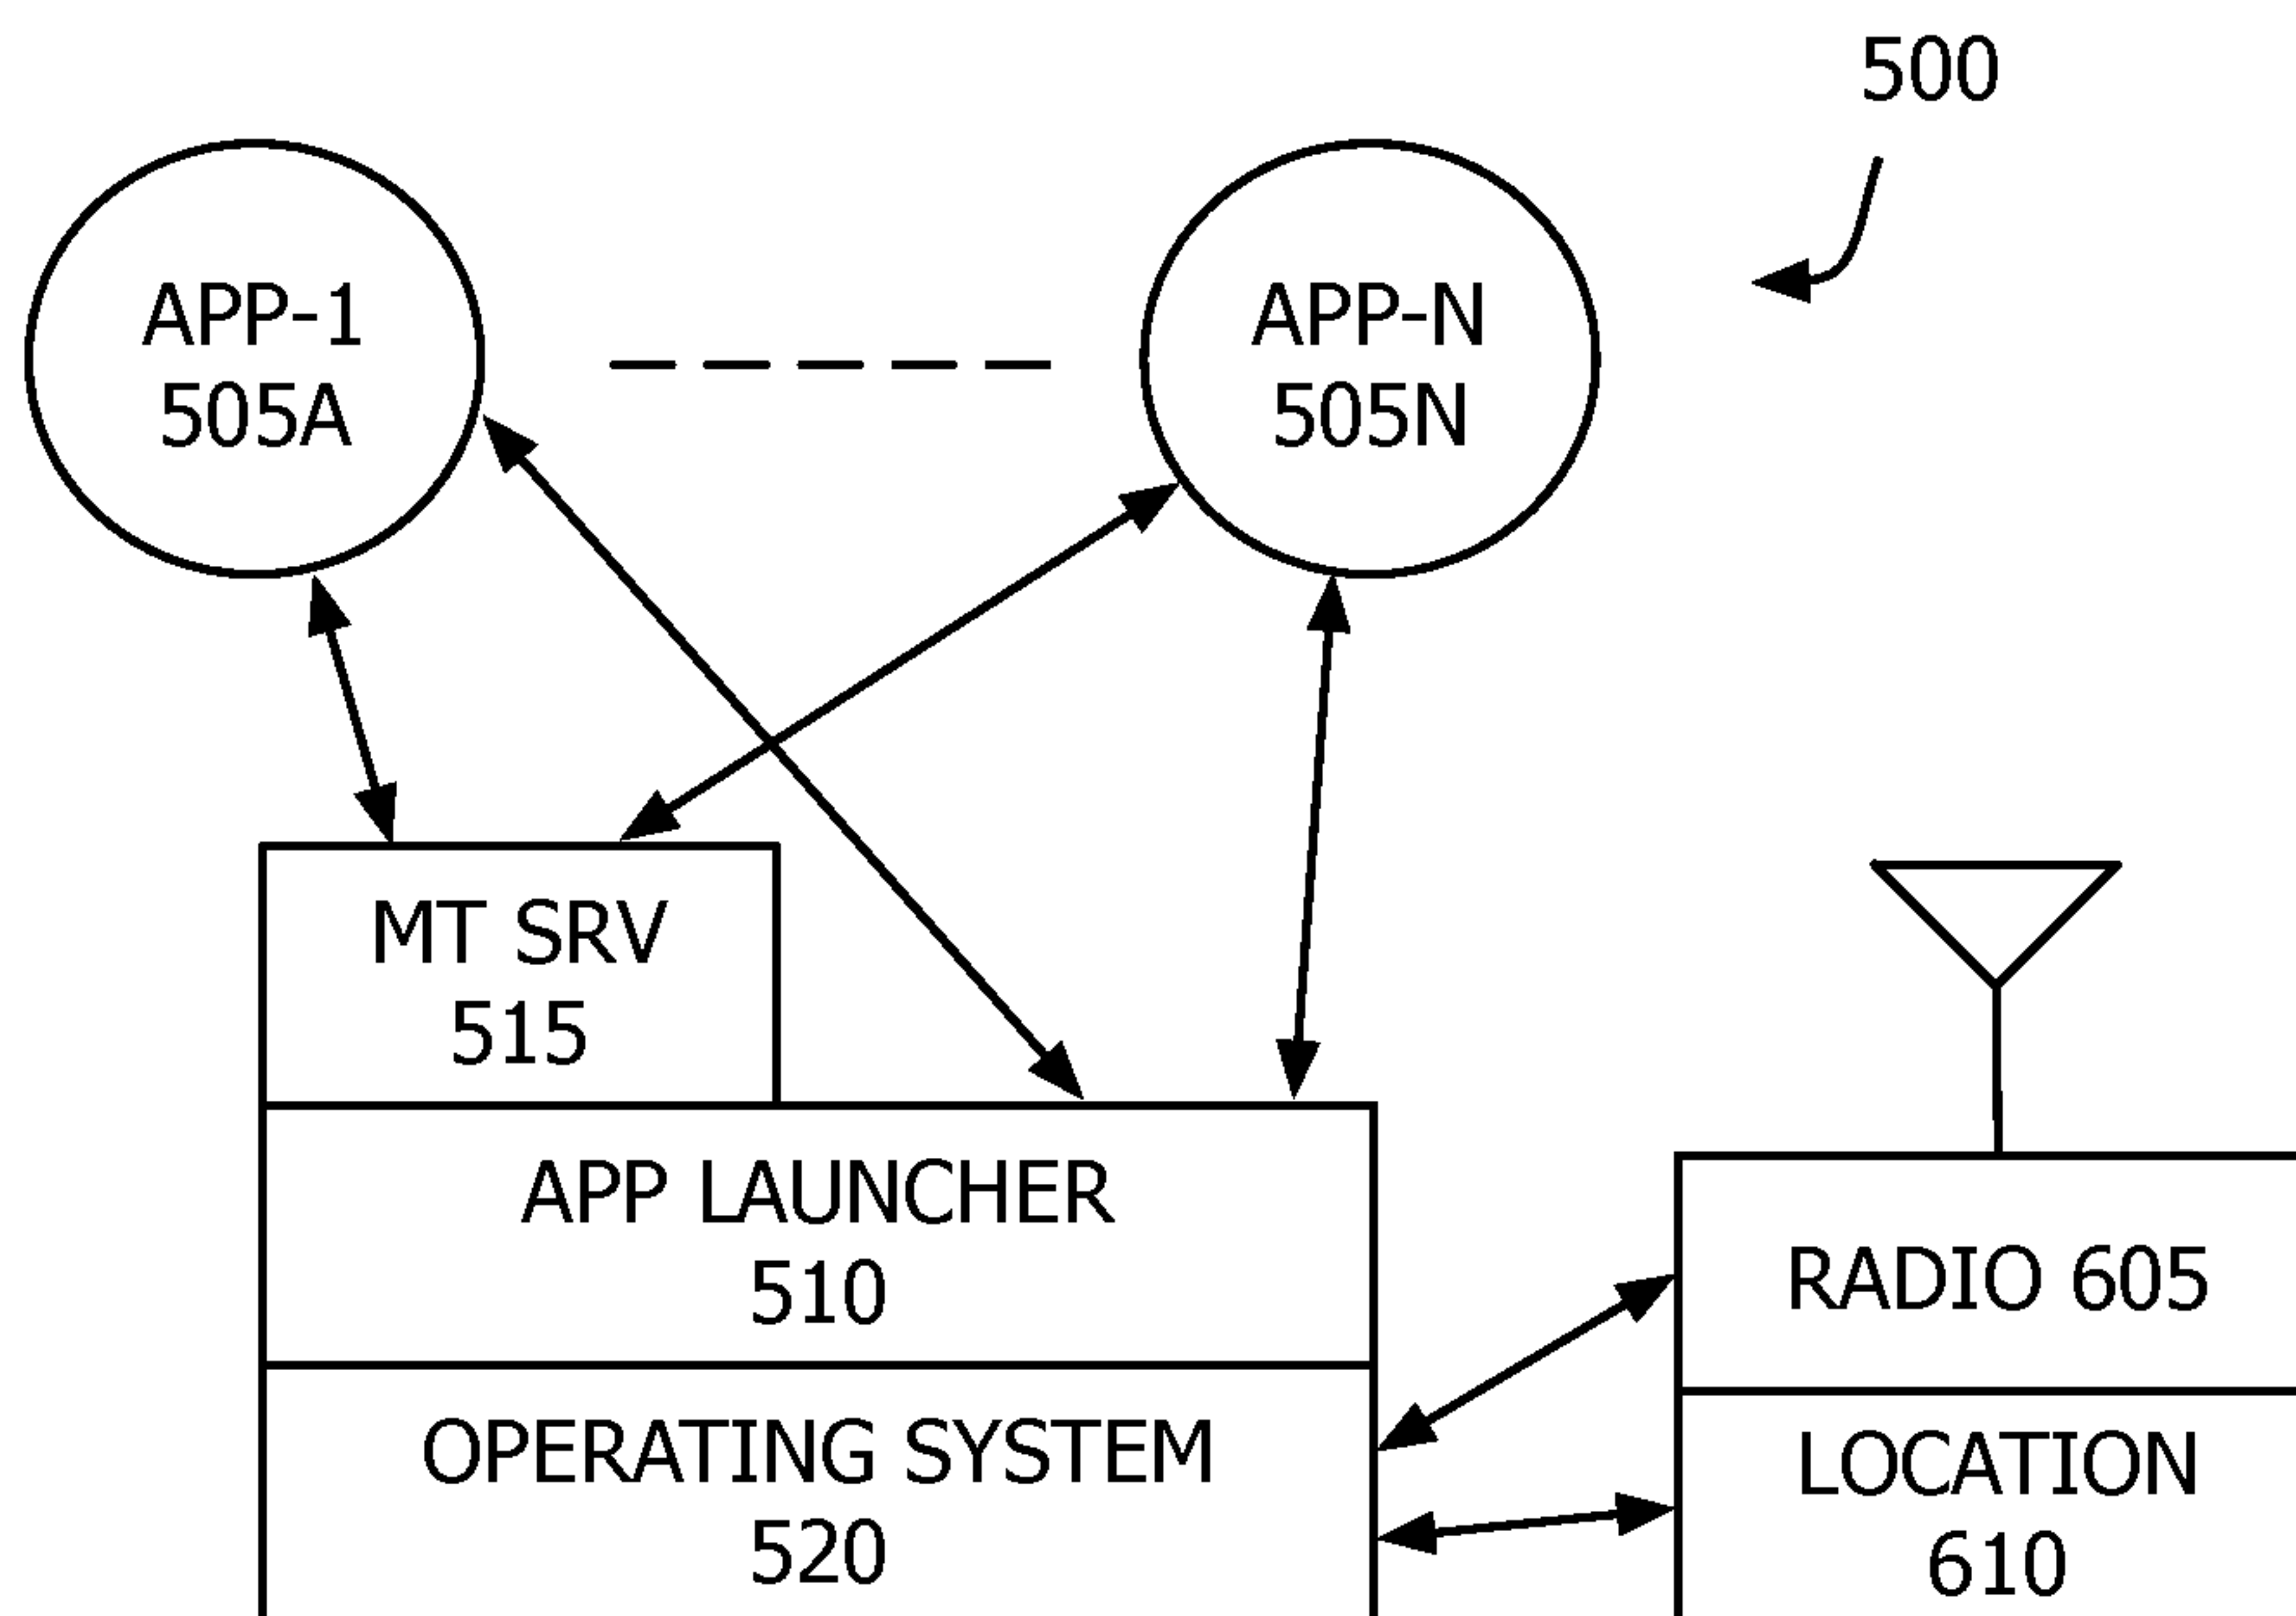 500
APP-1
505A
APP-N
505N
MT SRV
515
APP LAUNCHER
510
RADIO 605
OPERATING SYSTEM
520
LOCATION
610